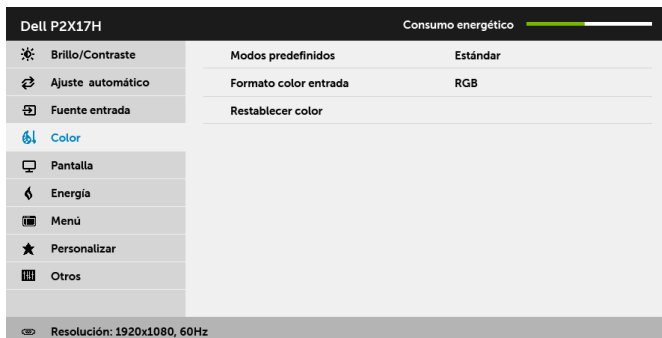 Dell P2X17H Consumo energético
Brillo/Contraste Modos predefinidos Estándar
Ajuste automático Formato color entrada RGB
Fuente entrada Restablecer color
Color
Pantalla
Energía
Menú
Personalizar
Otros
Resolución: 1920x1080, 60Hz